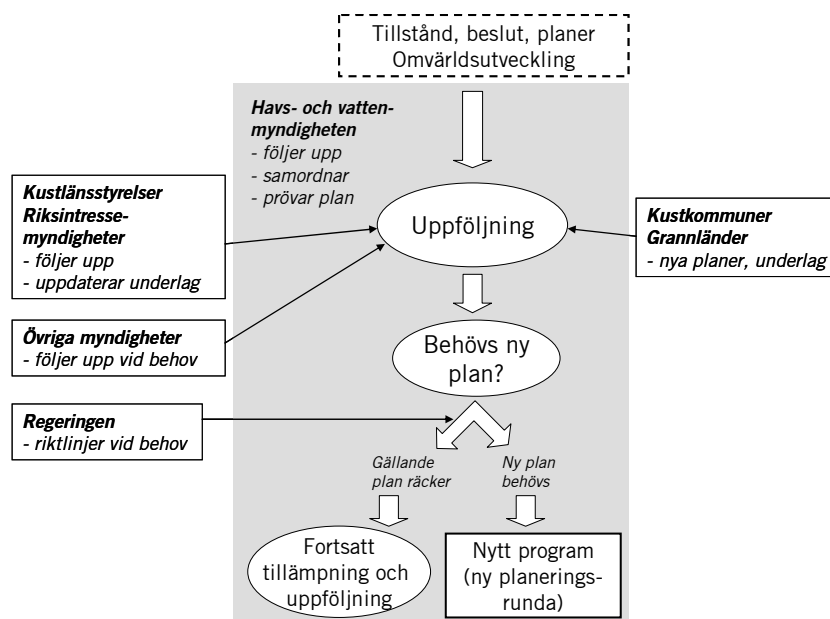 Tillstånd, beslut, planer
Omvärldsutveckling
Havs- och vatten-
myndigheten
- följer upp
- samordnar
- prövar plan
Kustlänsstyrelser
Riksintresse-
myndigheter
- följer upp
- uppdaterar underlag
Uppföljning
Kustkommuner
Grannländer
- nya planer, underlag
Övriga myndigheter
- följer upp vid behov
Behövs ny
plan?
Regeringen
- riktlinjer vid behov
Gällande
plan räcker
Ny plan
behövs
Fortsatt
tillämpning och
uppföljning
Nytt program
(ny planerings-
runda)